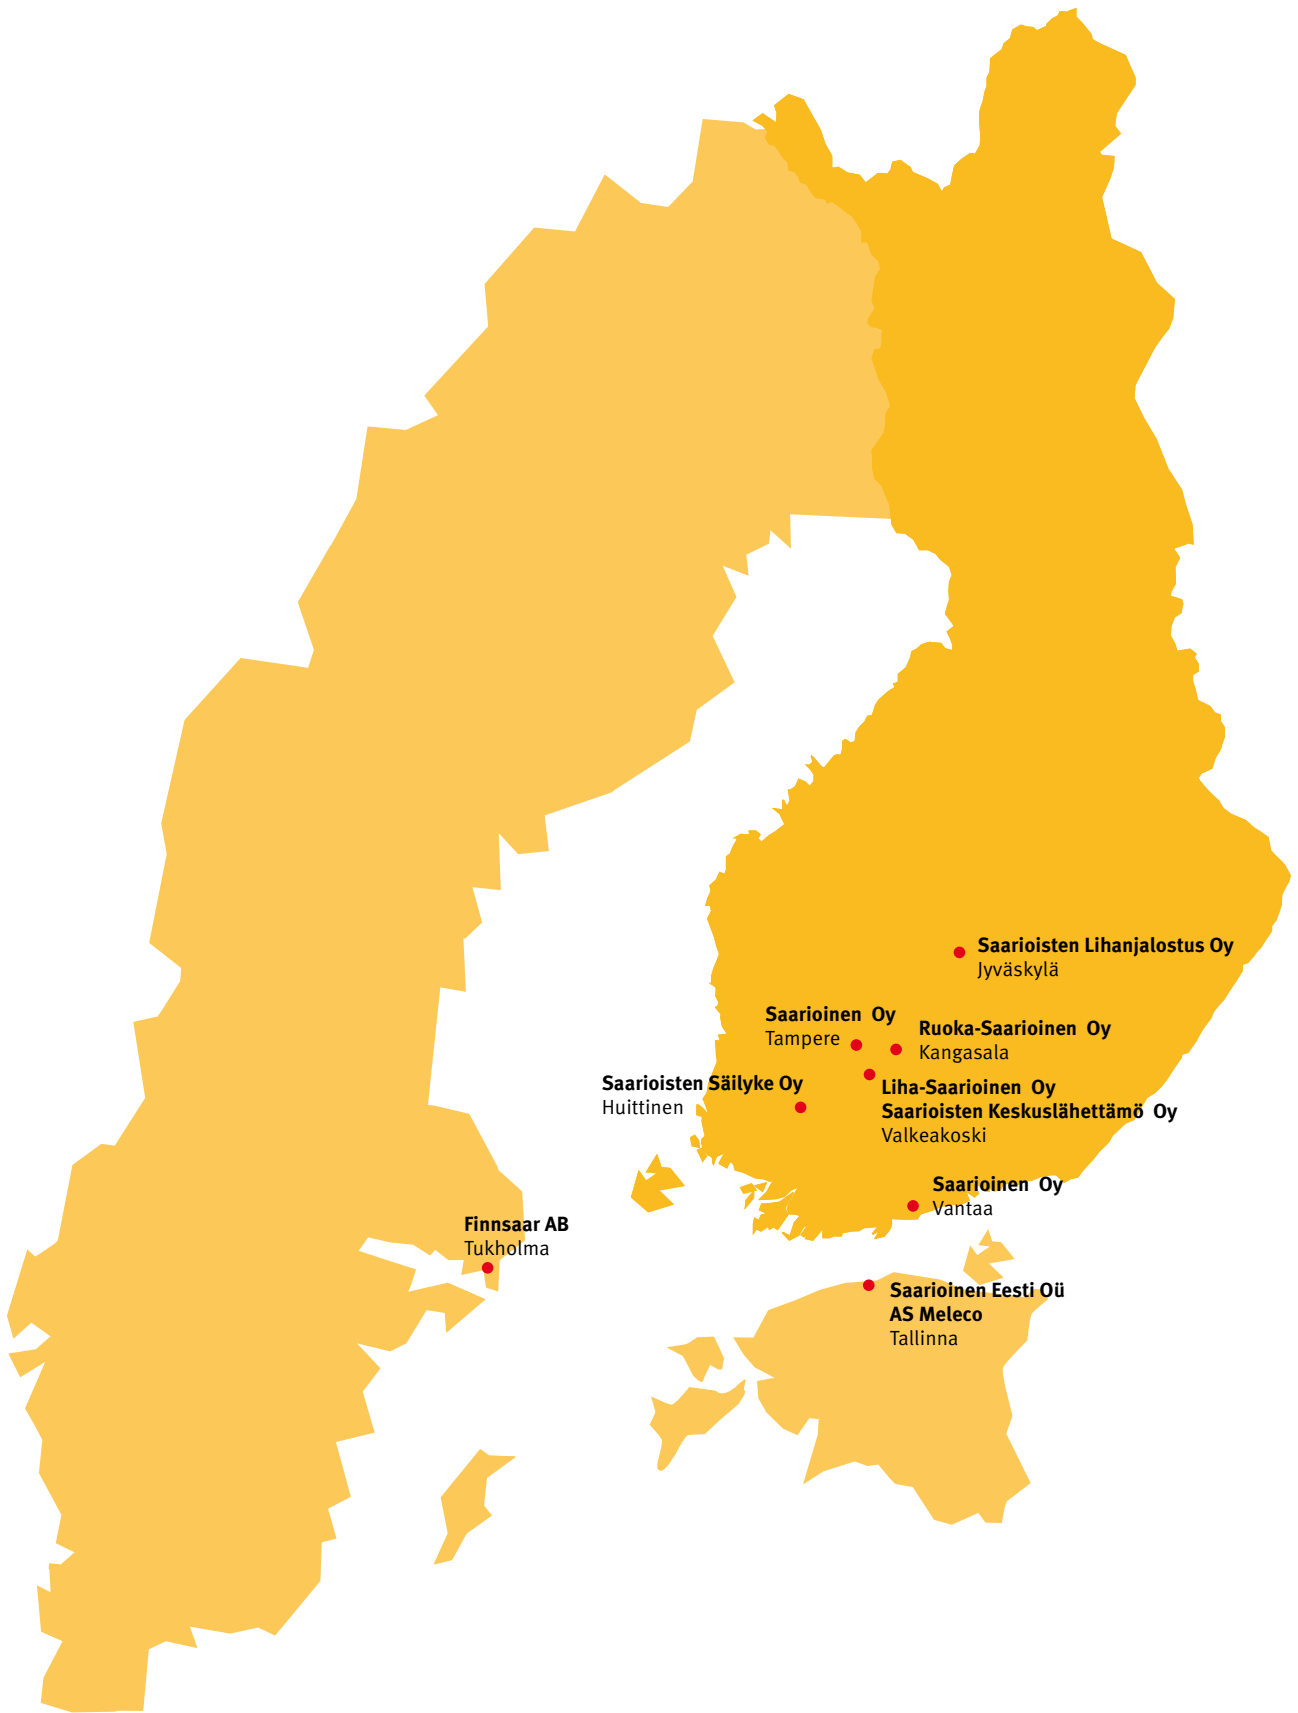 Saarioisten Lihanjalostus Oy
Jyväskylä
Saarioinen Oy
Tampere
Ruoka-Saarioinen Oy
Kangasala
Saarioisten Säilyke Oy
Huittinen
Liha-Saarioinen Oy
Saarioisten Keskuslähettämö Oy
Valkeakoski
Saarioinen Oy
Vantaa
Finnsaar AB
Tukholma
Saarioinen Eesti Oü
AS Meleco
Tallinna